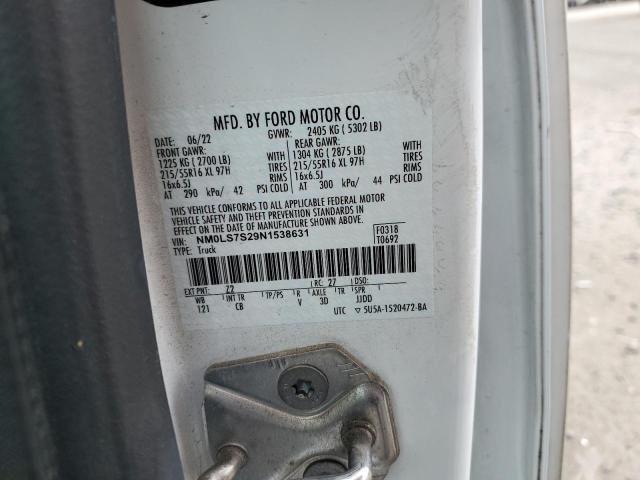 MFD. BY FORD MOTOR CO.
DATE: 06/22 GVWR: 2405 KG ( 5302 LB)
FRONT GAWR: REAR GAWR:
1225 KG ( 2700 LB) WITH 1304 KG ( 2875 LB) WITH
215/55R16 XL 97H TIRES 215/55R16 XL 97H TIRES
16x6.5J RIMS 16x6.5J RIMS
AT 290 kPa/ 42 PSI COLD AT 300 kPa/ 44 PSI COLD
THIS VEHICLE CONFORMS TO ALL APPLICABLE FEDERAL MOTOR
VEHICLE SAFETY AND THEFT PREVENTION STANDARDS IN
EFFECT ON THE DATE OF MANUFACTURE SHOWN ABOVE.
VIN: NM0LS7S29N1538631 F0318
TYPE: Truck T0692
EXT PNT: Z2 RC: 27 DSO:
WB INT TR TP/PS R AXLE TR SPR
121 CB V 3D JJDD
UTC ▽ 5U5A-1520472-BA